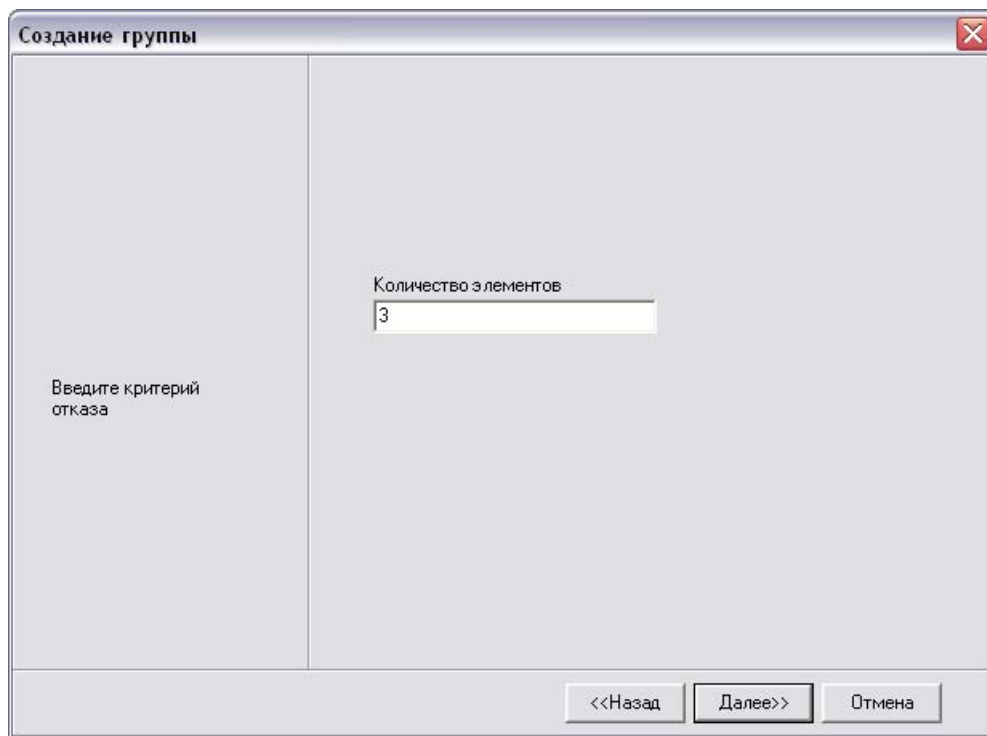 Создание группы
Количество элементов
3
Введите критерий
отказа
<<Назад
Далее>>
Отмена